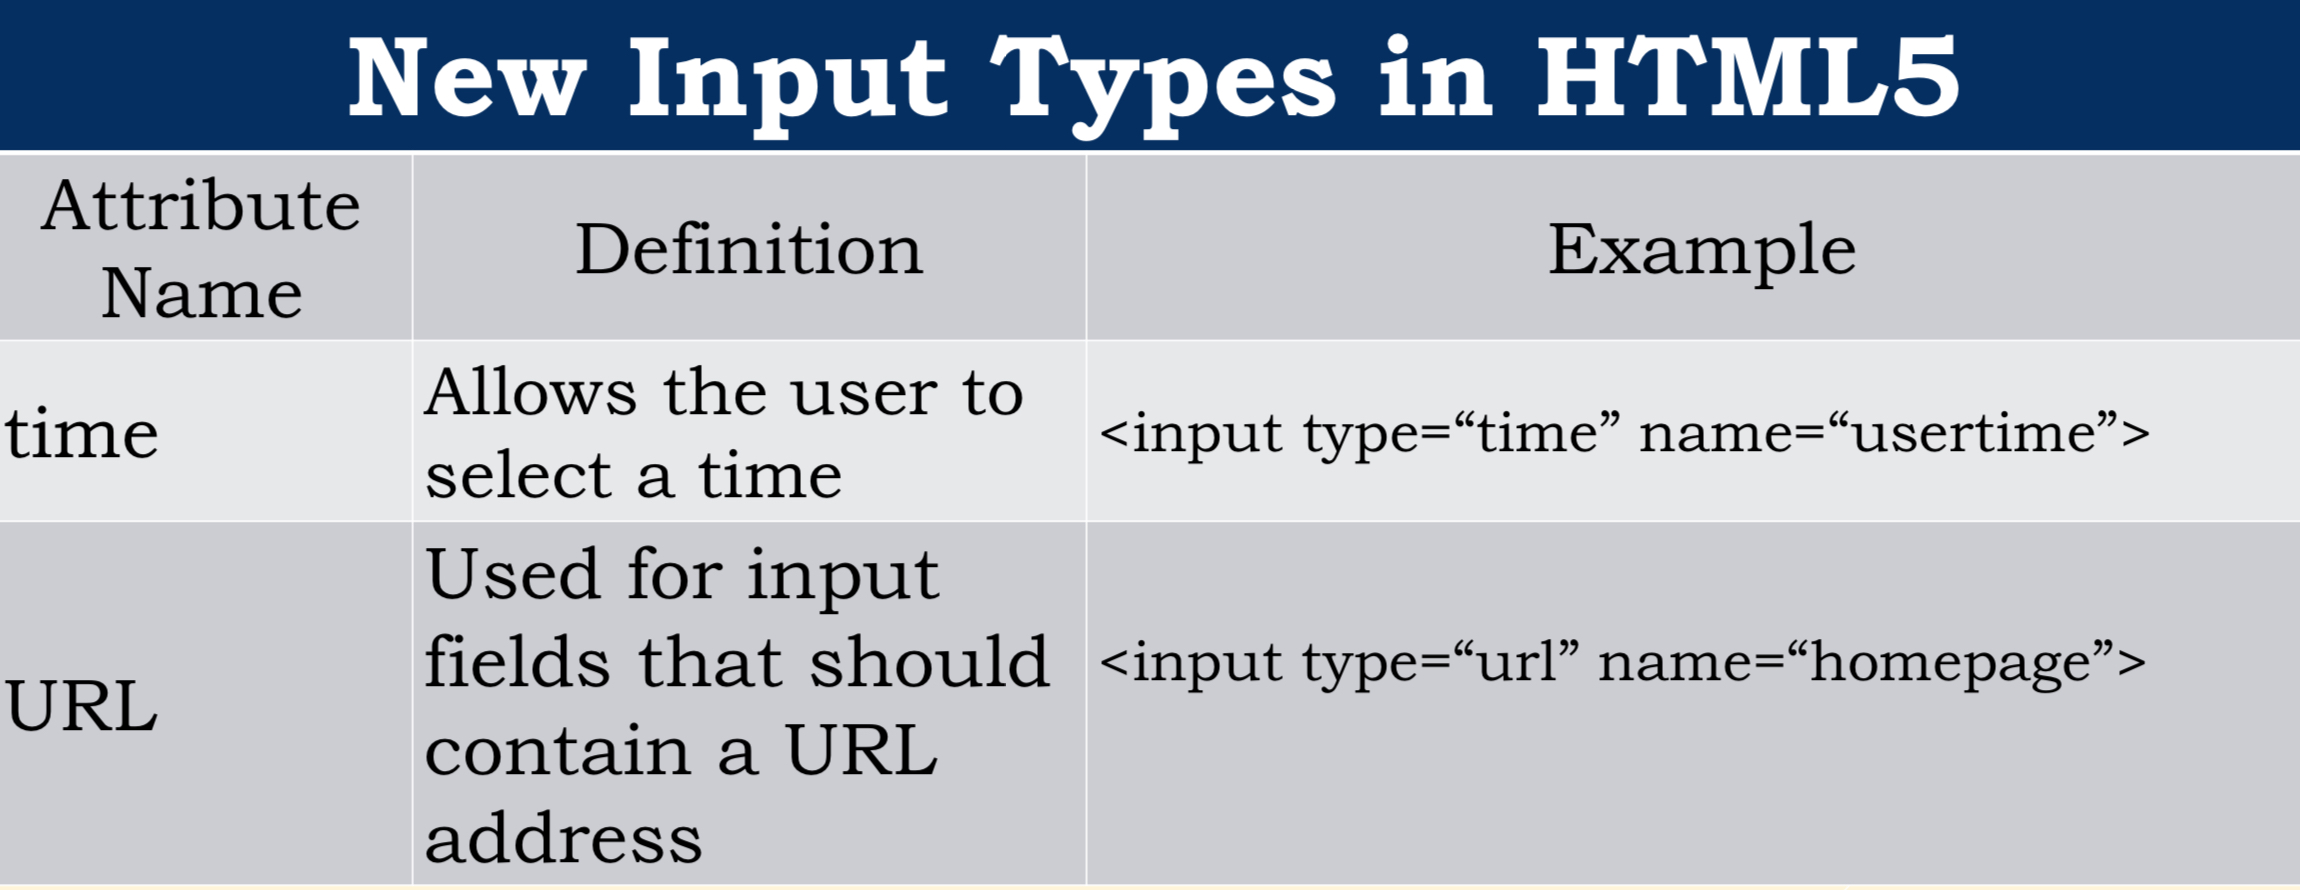 New Input Types in HTML5
Attribute
Name
Definition
Example
time
Allows the user to
select a time
<input type=“time” name=“usertime”>
URL
Used for input
fields that should
contain a URL
address
<input type=“url” name=“homepage”>